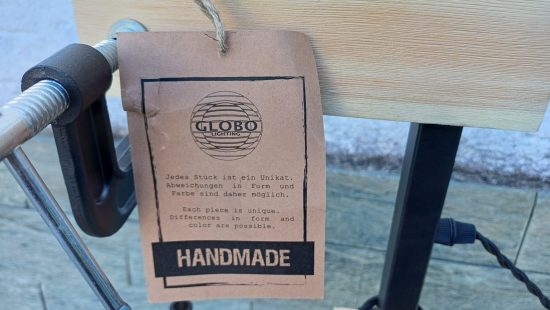 GLOBO
LIGHTING
Jedes Stück ist ein Unikat.
Abweichungen in Form und
Farbe sind daher möglich.
Each piece is unique.
Differences in form and
color are possible.
HANDMADE